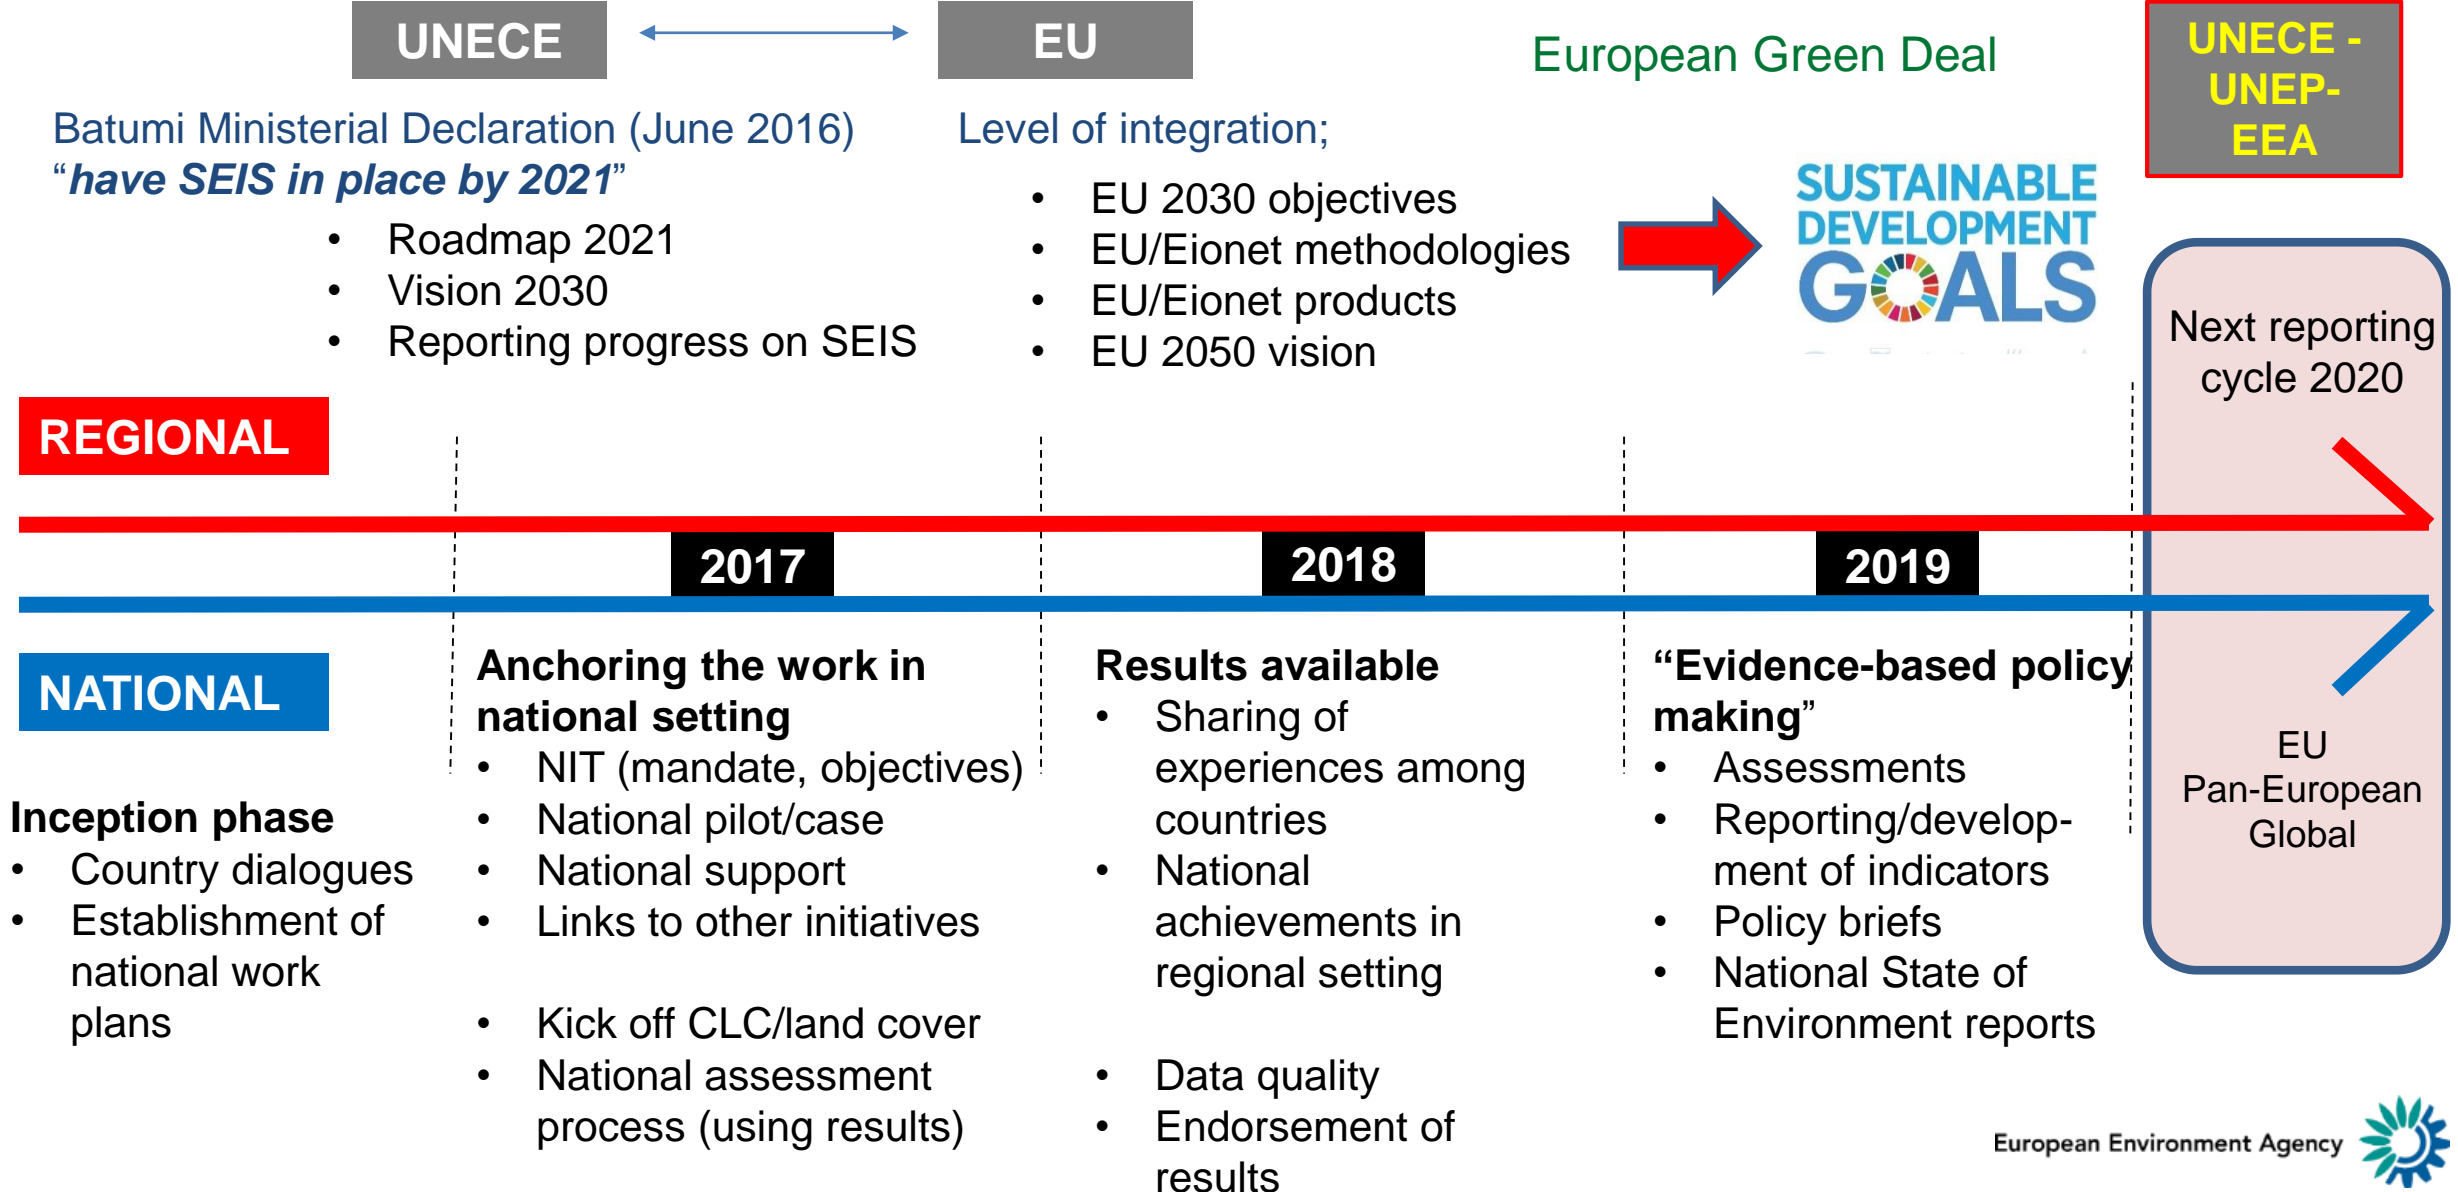 UNECE
EU
European Green Deal
UNECE -
UNEP-
EEA
Batumi Ministerial Declaration (June 2016)
“have SEIS in place by 2021”
• Roadmap 2021
• Vision 2030
• Reporting progress on SEIS
Level of integration;
• EU 2030 objectives
• EU/Eionet methodologies
• EU/Eionet products
• EU 2050 vision
SUSTAINABLE
DEVELOPMENT
GOALS
Next reporting
cycle 2020
REGIONAL
2017
2018
2019
NATIONAL
Inception phase
• Country dialogues
• Establishment of
national work
plans
Anchoring the work in
national setting
• NIT (mandate, objectives)
• National pilot/case
• National support
• Links to other initiatives
• Kick off CLC/land cover
• National assessment
process (using results)
Results available
• Sharing of
experiences among
countries
• National
achievements in
regional setting
• Data quality
• Endorsement of
results
“Evidence-based policy
making”
• Assessments
• Reporting/develop-
ment of indicators
• Policy briefs
• National State of
Environment reports
EU
Pan-European
Global
European Environment Agency